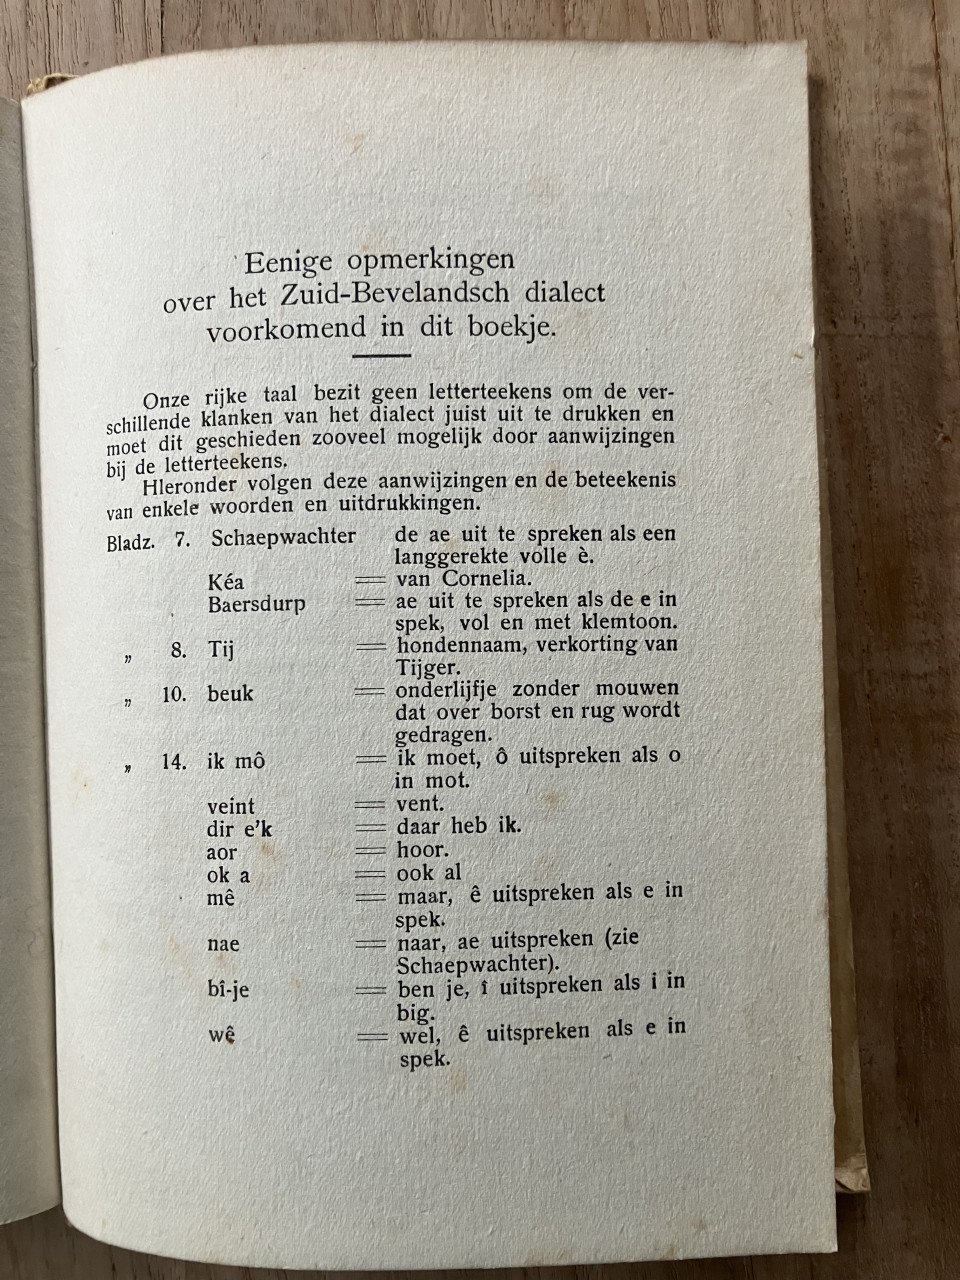 Eenige opmerkingen
over het Zuid-Bevelandsch dialect
voorkomend in dit boekje.
Onze rijke taal bezit geen letterteekens om de ver-
schillende klanken van het dialect juist uit te drukken en
moet dit geschieden zooveel mogelijk door aanwijzingen
bij de letterteekens.
Hleronder volgen deze aanwijzingen en de beteekenis
van enkele woorden en uitdrukkingen.
Bladz. 7. Schaepwachter de ae uit te spreken als een
langgerekte volle è.
Kéa = van Cornelia.
Baersdurp = ae uit te spreken als de e in
spek, vol en met klemtoon.
„ 8. Tij = hondennaam, verkorting van
Tijger.
„ 10. beuk = onderlijfje zonder mouwen
dat over borst en rug wordt
gedragen.
„ 14. ik mô = ik moet, ô uitspreken als o
in mot.
veint = vent.
dir e’k = daar heb ik.
aor = hoor.
ok a = ook al
mê = maar, ê uitspreken als e in
spek.
nae = naar, ae uitspreken (zie
Schaepwachter).
bî-je = ben je, î uitspreken als i in
big.
wê = wel, ê uitspreken als e in
spek.